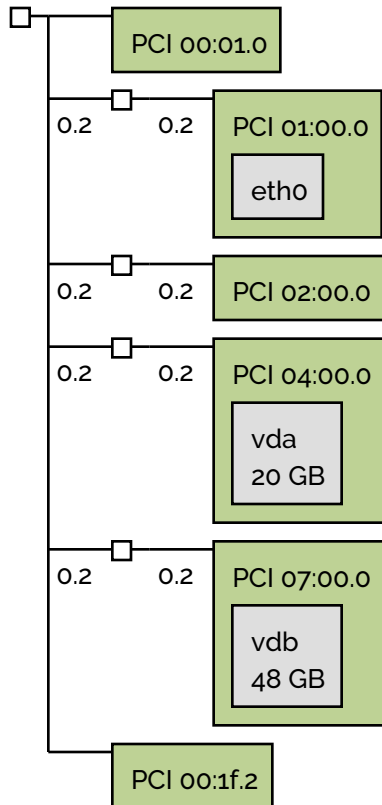 PCI 00:01.0
0.2 0.2 PCI 01:00.0
eth0
0.2 0.2 PCI 02:00.0
0.2 0.2 PCI 04:00.0
vda
20 GB
0.2 0.2 PCI 07:00.0
vdb
48 GB
PCI 00:1f.2